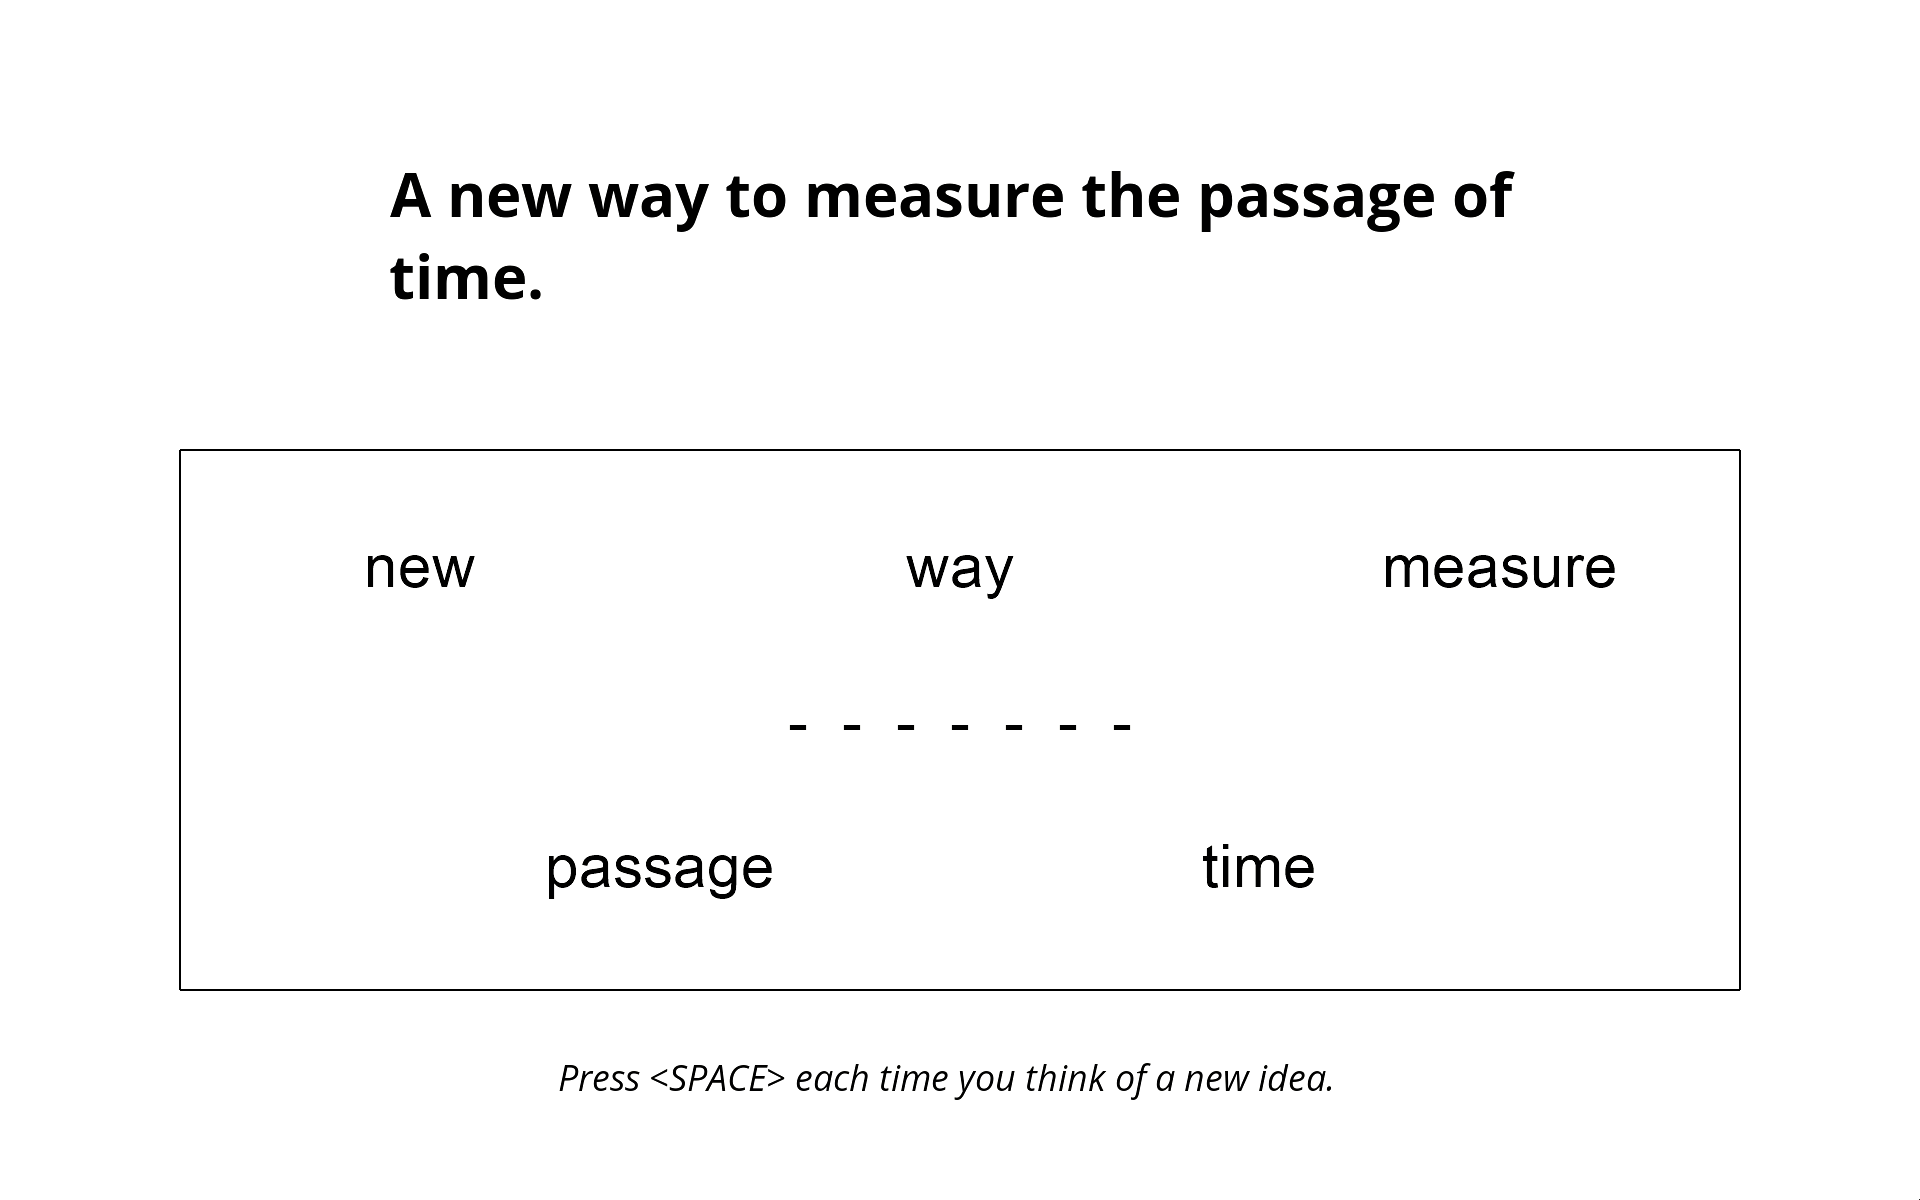 A new way to measure the passage of
time.
new way measure
- - - - - - -
passage time
Press <SPACE> each time you think of a new idea.